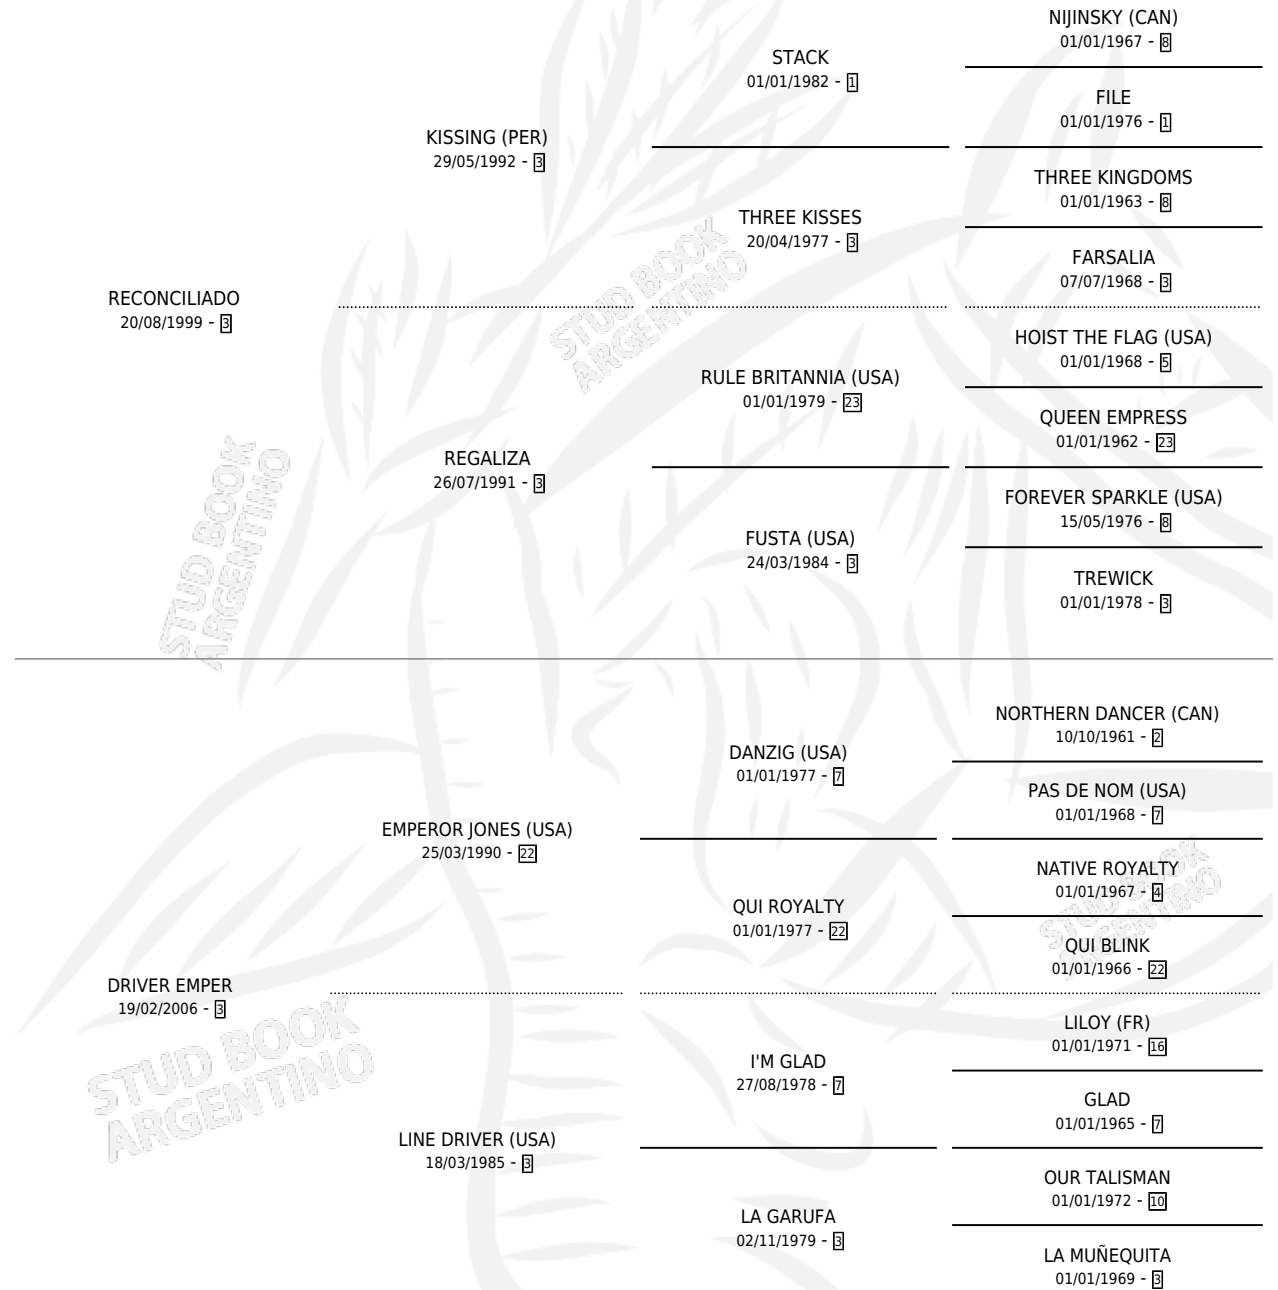 NIJINSKY (CAN)
01/01/1967 - 8
STACK
01/01/1982 - 1
FILE
01/01/1976 - 1
KISSING (PER)
29/05/1992 - 3
THREE KINGDOMS
01/01/1963 - 8
THREE KISSES
20/04/1977 - 3
FARSALIA
07/07/1968 - 3
RECONCILIADO
20/08/1999 - 3
HOIST THE FLAG (USA)
01/01/1968 - 5
RULE BRITANNIA (USA)
01/01/1979 - 23
QUEEN EMPRESS
01/01/1962 - 23
REGALIZA
26/07/1991 - 3
FOREVER SPARKLE (USA)
15/05/1976 - 8
FUSTA (USA)
24/03/1984 - 3
TREWICK
01/01/1978 - 3
STUD BOOK
ARGENTINO
STUD BOOK
ARGENTINO
NORTHERN DANCER (CAN)
10/10/1961 - 2
DANZIG (USA)
01/01/1977 - 7
PAS DE NOM (USA)
01/01/1968 - 7
EMPEROR JONES (USA)
25/03/1990 - 22
NATIVE ROYALTY
01/01/1967 - 4
QUI ROYALTY
01/01/1977 - 22
QUI BLINK
01/01/1966 - 22
STUD BOOK
ARGENTINO
DRIVER EMPER
19/02/2006 - 3
LILOY (FR)
01/01/1971 - 16
I'M GLAD
27/08/1978 - 7
GLAD
01/01/1965 - 7
LINE DRIVER (USA)
18/03/1985 - 3
OUR TALISMAN
01/01/1972 - 10
LA GARUFA
02/11/1979 - 3
LA MUÑEQUITA
01/01/1969 - 3
STUD BOOK
ARGENTINO